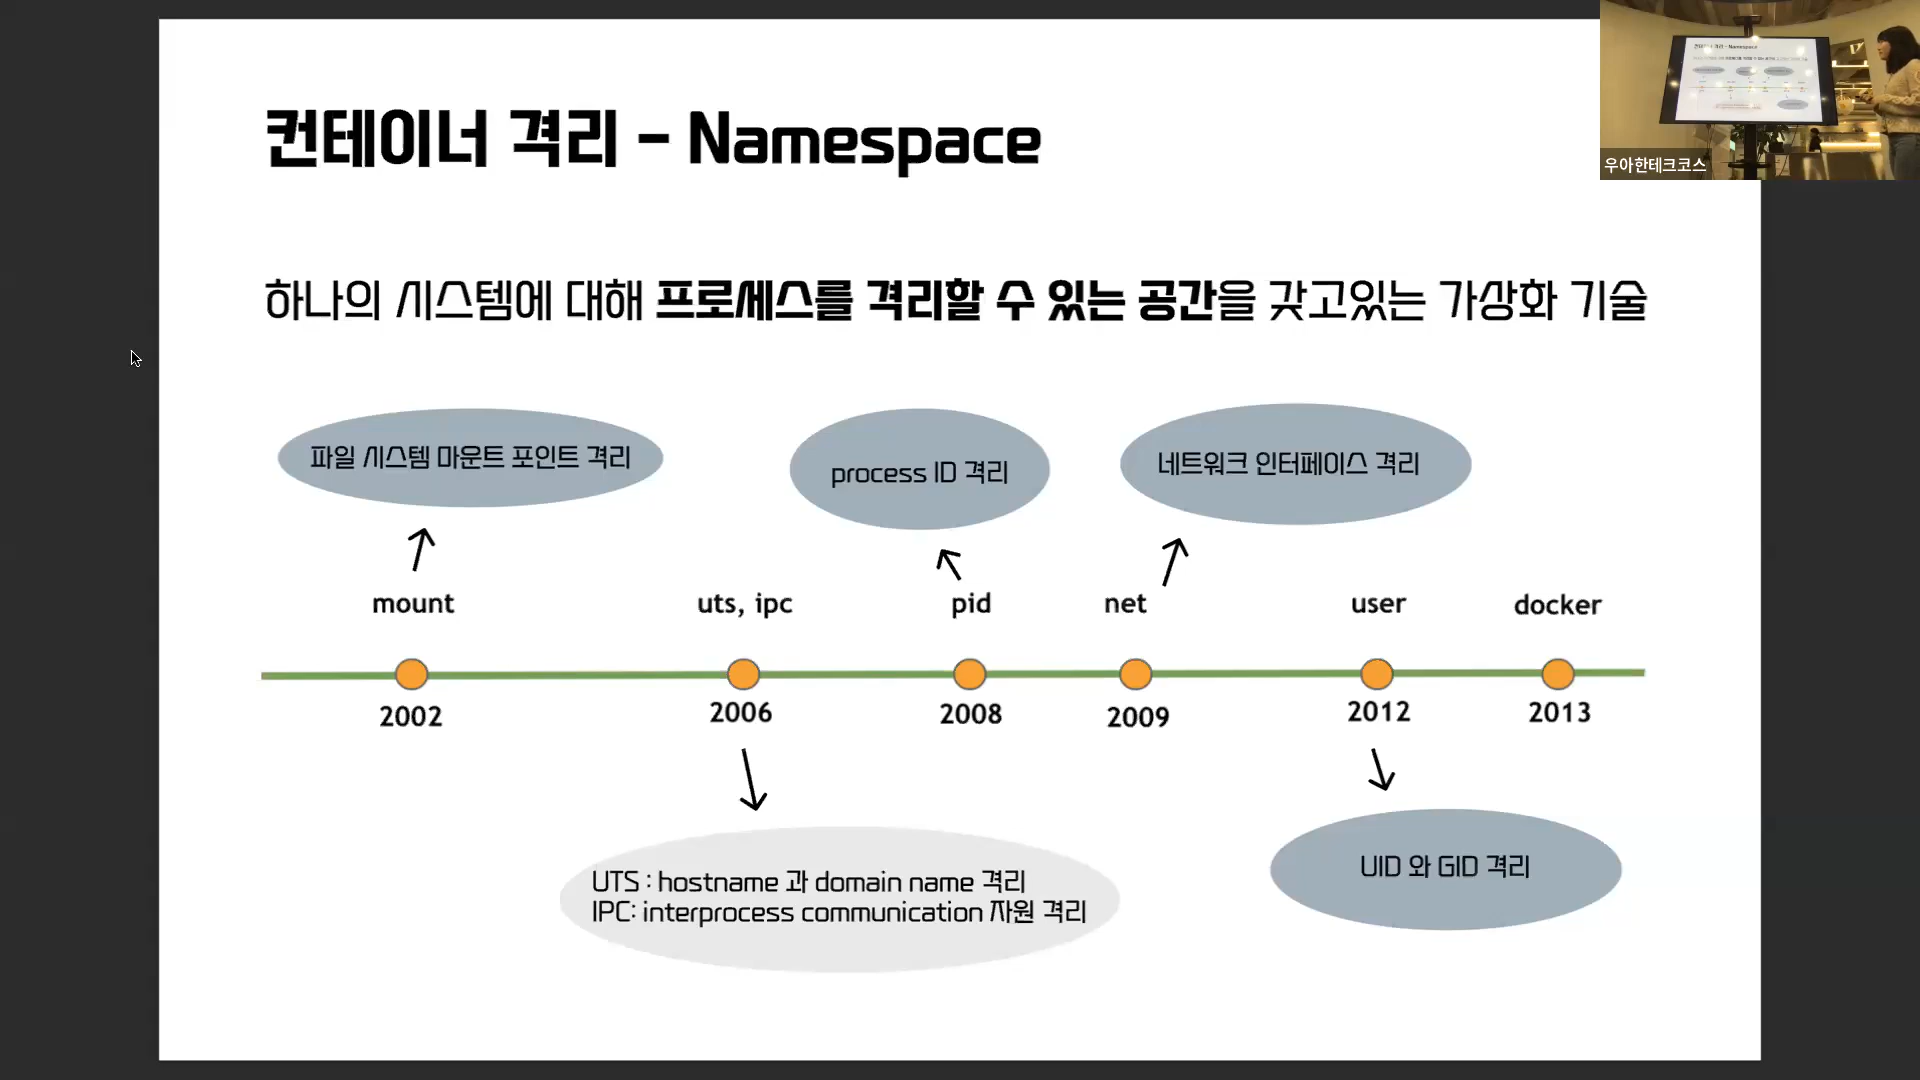 컨테이너 격리 - Namespace
우아한테크코스
하나의 시스템에 대해 프로세스를 격리할 수 있는 공간을 갖고있는 가상화 기술
파일 시스템 마운트 포인트 격리
process ID 격리
네트워크 인터페이스 격리
mount
uts, ipc
pid
net
user
docker
2002
2006
2008
2009
2012
2013
UTS : hostname 과 domain name 격리
IPC: interprocess communication 자원 격리
UID 와 GID 격리